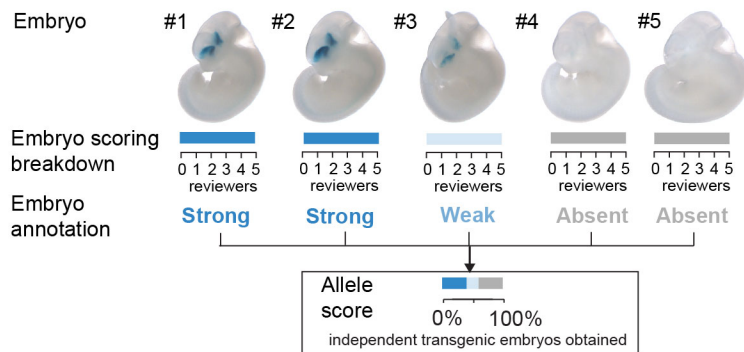 Embryo #1 #2 #3 #4 #5
Embryo scoring
breakdown
0 1 2 3 4 5 0 1 2 3 4 5 0 1 2 3 4 5 0 1 2 3 4 5 0 1 2 3 4 5
reviewers reviewers reviewers reviewers reviewers
Embryo
annotation
Strong Strong Weak Absent Absent
Allele
score
0% 100%
independent transgenic embryos obtained